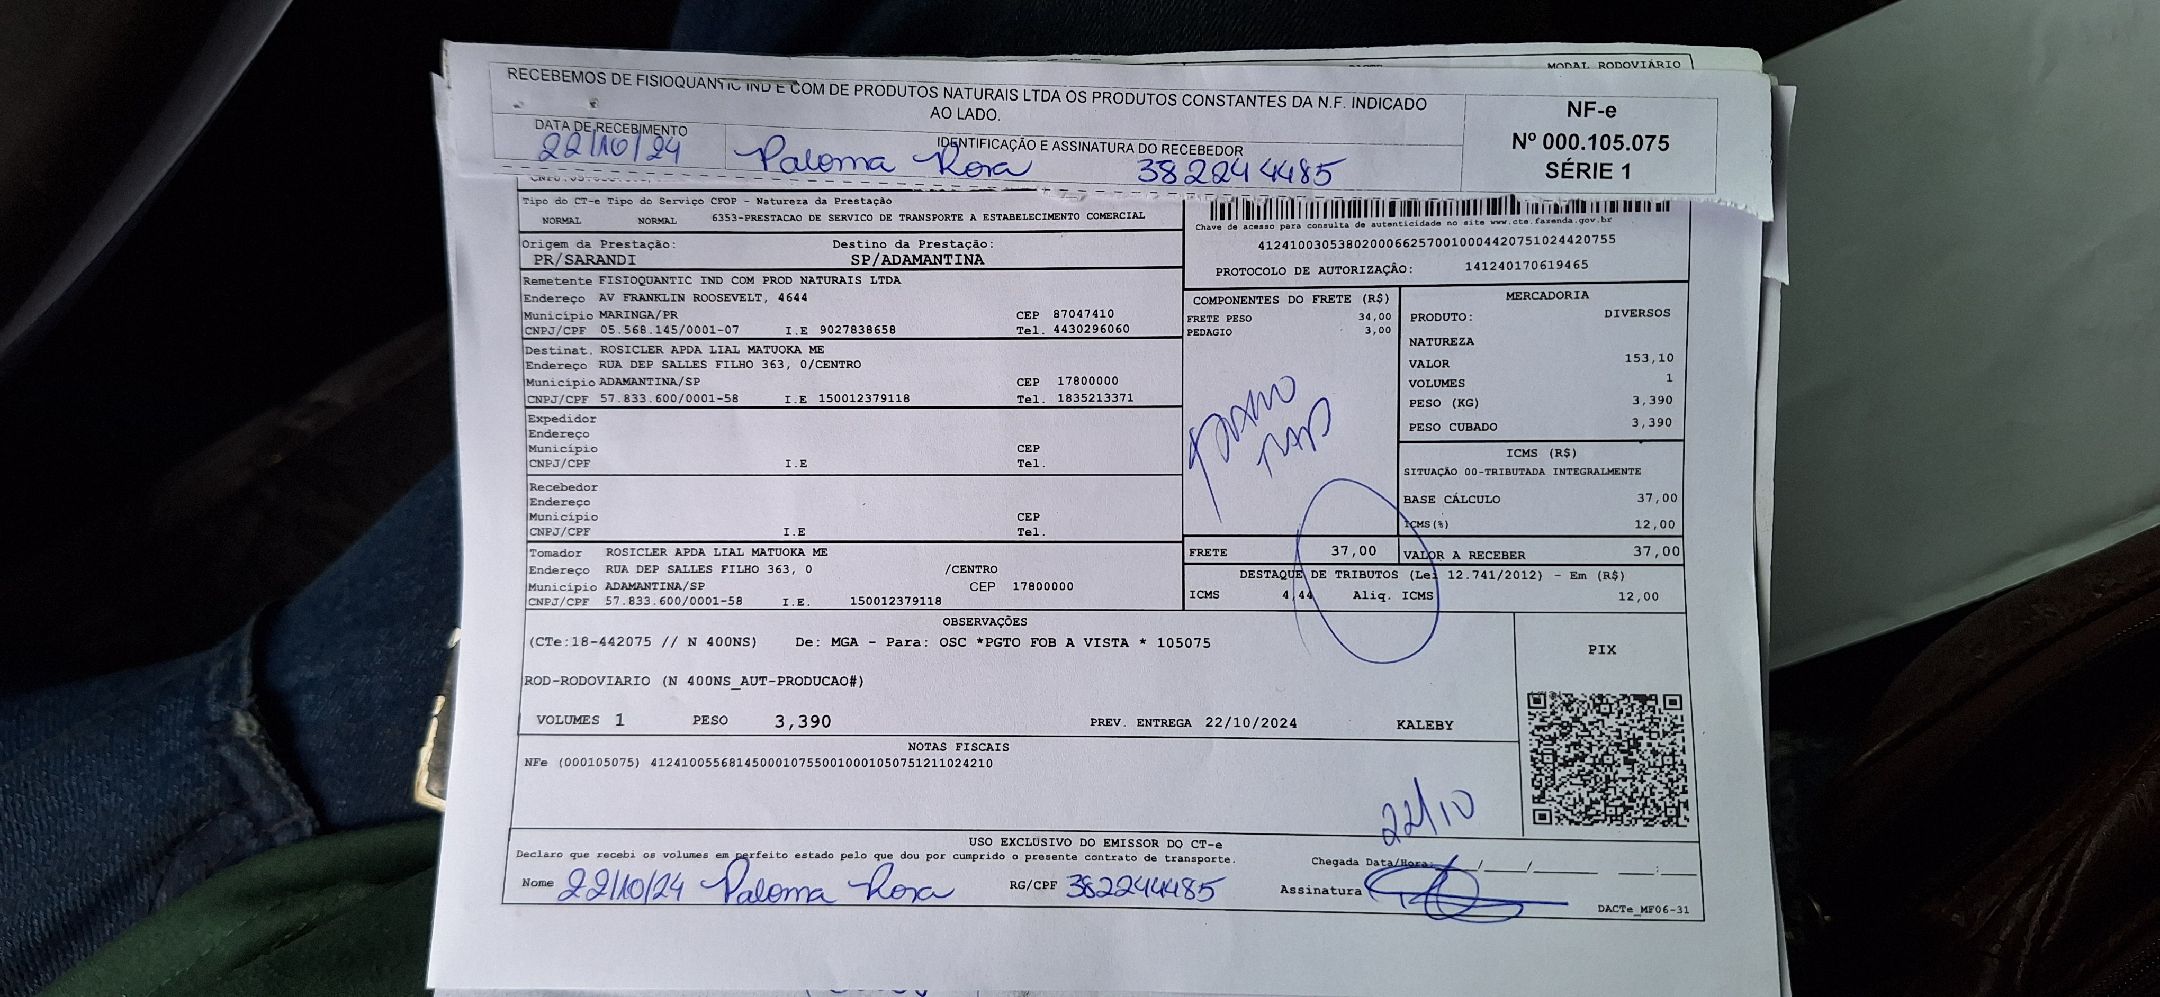 MODAL RODOVIÁRIO
RECEBEMOS DE FISIOQUANTIC IND E COM DE PRODUTOS NATURAIS LTDA OS PRODUTOS CONSTANTES DA N.F. INDICADO
AO LADO.
DATA DE RECEBIMENTO
22/10/24
IDENTIFICAÇÃO E ASSINATURA DO RECEBEDOR
Paloma Rosa 382244485
NF-e
Nº 000.105.075
SÉRIE 1
Tipo do CT-e Tipo do Serviço CFOP - Natureza da Prestação
NORMAL NORMAL 6353-PRESTACAO DE SERVICO DE TRANSPORTE A ESTABELECIMENTO COMERCIAL
Chave de acesso para consulta de autenticidade no site www.cte.fazenda.gov.br
41241003053802000662570010004420751024420755
PROTOCOLO DE AUTORIZAÇÃO: 141240170619465
Origem da Prestação: Destino da Prestação:
PR/SARANDI SP/ADAMANTINA
Remetente FISIOQUANTIC IND COM PROD NATURAIS LTDA
Endereço AV FRANKLIN ROOSEVELT, 4644
Município MARINGA/PR CEP 87047410
CNPJ/CPF 05.568.145/0001-07 I.E 9027838658 Tel. 4430296060
Destinat. ROSICLER APDA LIAL MATUOKA ME
Endereço RUA DEP SALLES FILHO 363, 0/CENTRO
Município ADAMANTINA/SP CEP 17800000
CNPJ/CPF 57.833.600/0001-58 I.E 150012379118 Tel. 1835213371
Expedidor
Endereço
Município CEP
CNPJ/CPF I.E Tel.
Recebedor
Endereço
Município CEP
CNPJ/CPF I.E Tel.
Tomador ROSICLER APDA LIAL MATUOKA ME
Endereço RUA DEP SALLES FILHO 363, 0 /CENTRO
Município ADAMANTINA/SP CEP 17800000
CNPJ/CPF 57.833.600/0001-58 I.E. 150012379118
COMPONENTES DO FRETE (R$)
FRETE PESO 34,00
PEDAGIO 3,00
MERCADORIA
PRODUTO: DIVERSOS
NATUREZA
VALOR 153,10
VOLUMES 1
PESO (KG) 3,390
PESO CUBADO 3,390
ICMS (R$)
SITUAÇÃO 00-TRIBUTADA INTEGRALMENTE
BASE CÁLCULO 37,00
ICMS(%) 12,00
FRETE 37,00 VALOR A RECEBER 37,00
DESTAQUE DE TRIBUTOS (Lei 12.741/2012) - Em (R$)
ICMS 4,44 Aliq. ICMS 12,00
OBSERVAÇÕES
(CTe:18-442075 // N 400NS) De: MGA - Para: OSC *PGTO FOB A VISTA * 105075
ROD-RODOVIARIO (N 400NS_AUT-PRODUCAO#)
VOLUMES 1 PESO 3,390 PREV. ENTREGA 22/10/2024 KALEBY
PIX
NOTAS FISCAIS
NFe (000105075) 41241005568145000107550010001050751211024210
22/10
USO EXCLUSIVO DO EMISSOR DO CT-e
Declaro que recebi os volumes em perfeito estado pelo que dou por cumprido o presente contrato de transporte.
Chegada Data/Hora: __/__/____ __:__
Nome 22/10/24 Paloma Rosa RG/CPF 382244485 Assinatura
DACTe_MF06-31